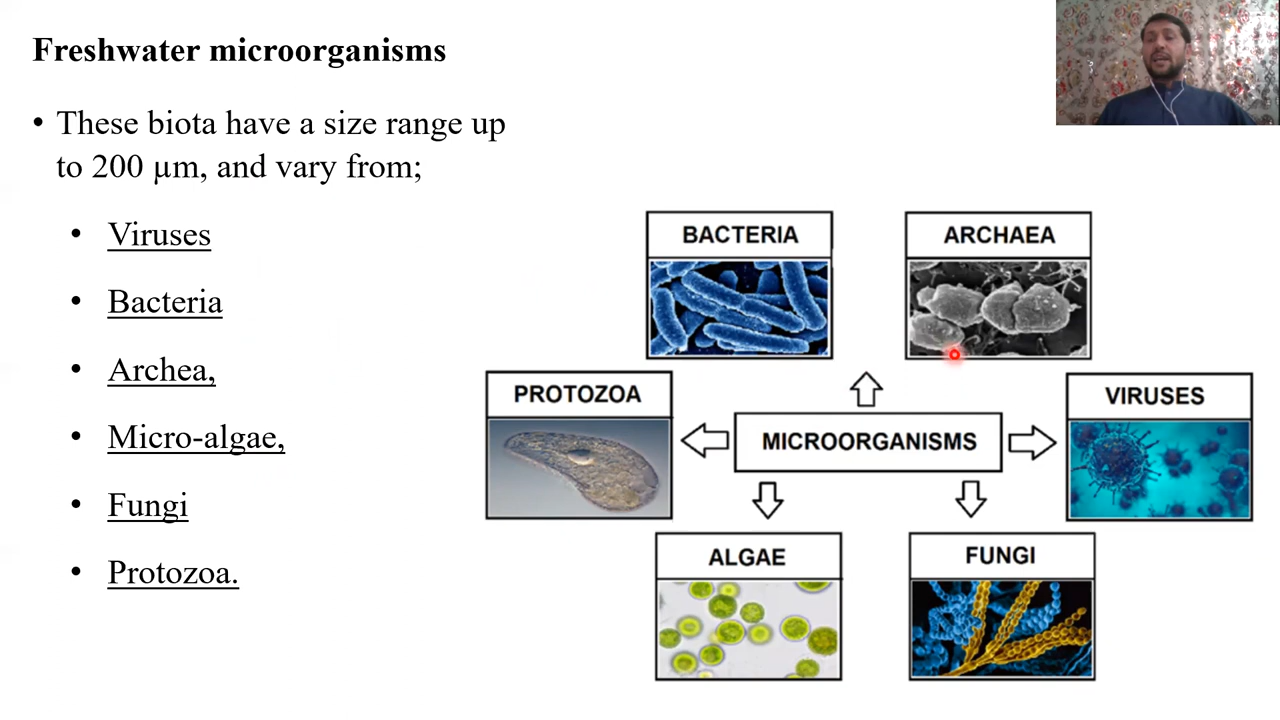 Freshwater microorganisms
• These biota have a size range up
to 200 µm, and vary from;
• Viruses
• Bacteria
• Archea,
• Micro-algae,
• Fungi
• Protozoa.
BACTERIA
ARCHAEA
PROTOZOA
MICROORGANISMS
VIRUSES
ALGAE
FUNGI